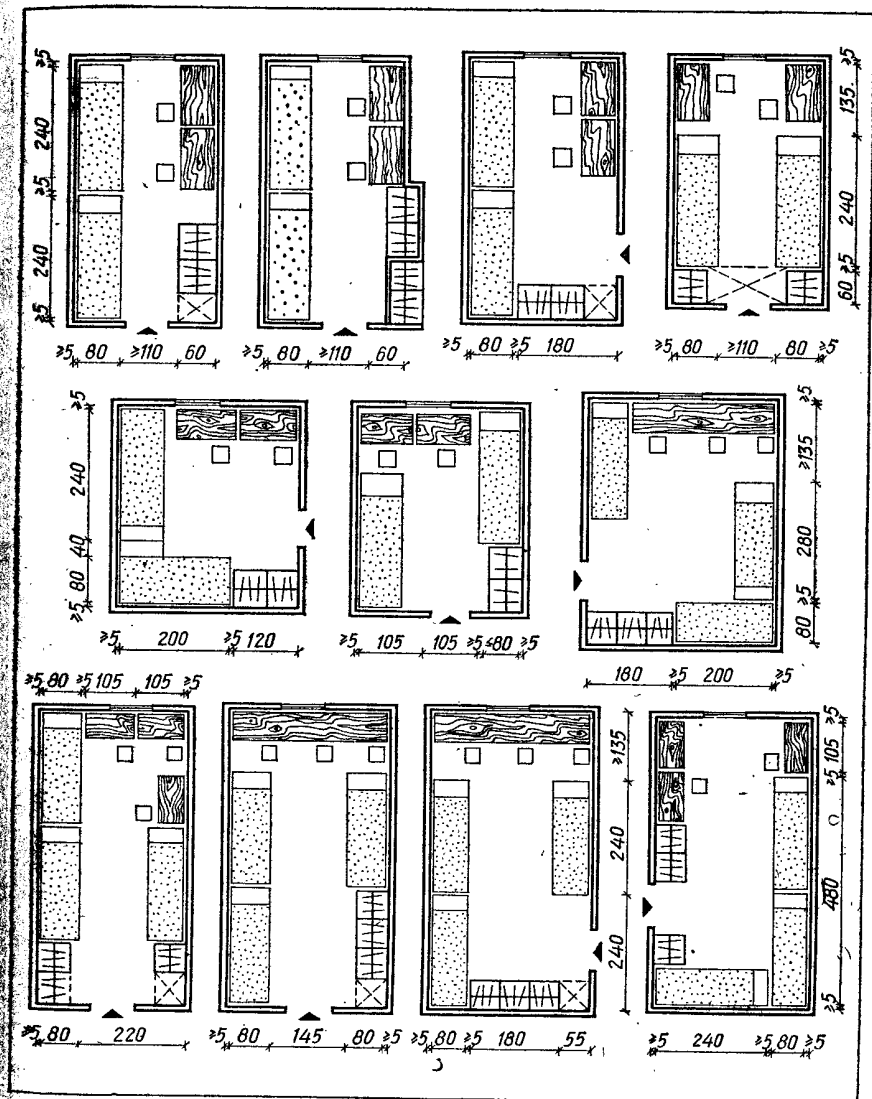 ≥5 240 ≥5 240 ≥5
≥5 80 ≥110 60
≥5 80 ≥110 60
≥5 80 ≥5 180
≥5 135 240 ≥5 60
≥5 80 ≥110 80 ≥5
≥5 240 40 80 ≥5
≥5 200 ≥5 120
≥5 105 105 ≥5 ≤80 ≥5
≥5 ≥135 280 ≥5 80
180 ≥5 200 ≥5
≥5 80 ≥5 105 105 ≥5
≥5 80 220
≥5 80 145 80 ≥5
≥135 240 240
≥5 80 ≥5 180 55
≥5 105 ≥5 480 ≥5
≥5 240 ≥5 80 ≥5